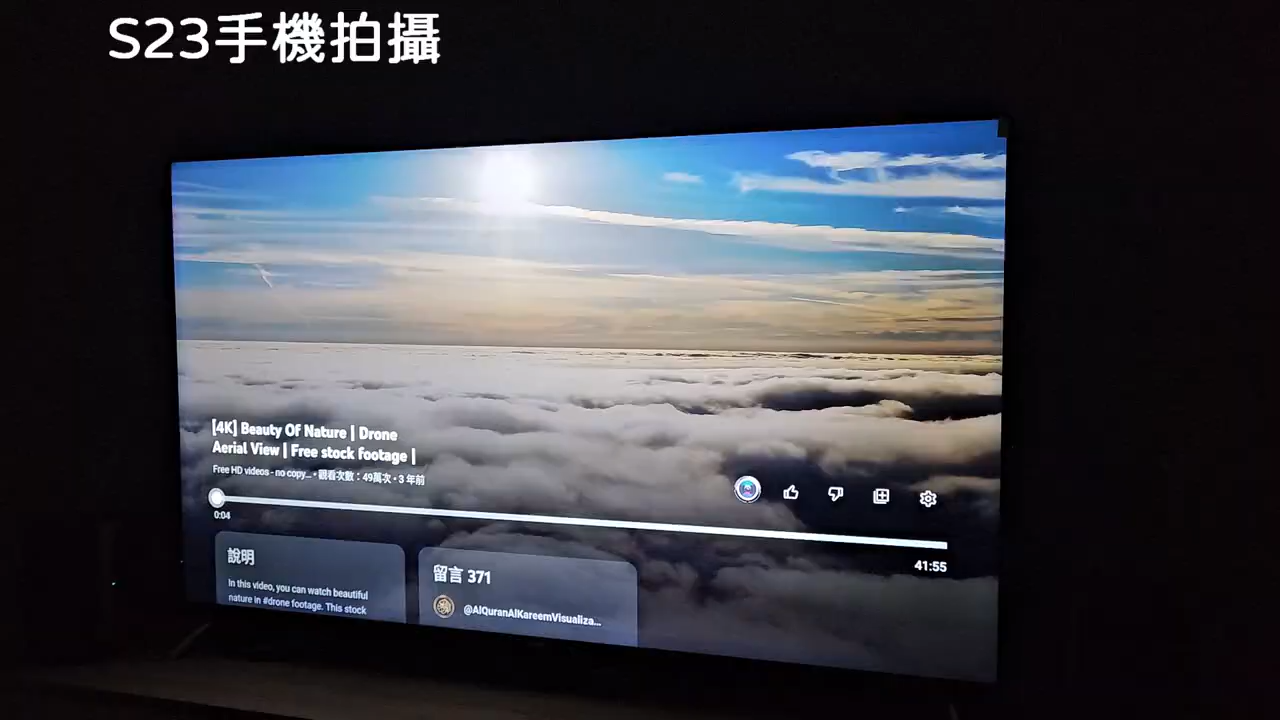 S23手機拍攝
[4K] Beauty Of Nature | Drone
Aerial View | Free stock footage |
Free HD videos - no copy... • 觀看次數：49萬次 • 3 年前
0:04
41:55
說明
In this video, you can watch beautiful
nature in #drone footage. This stock
留言 371
@AlQuranAlKareemVisualiza...